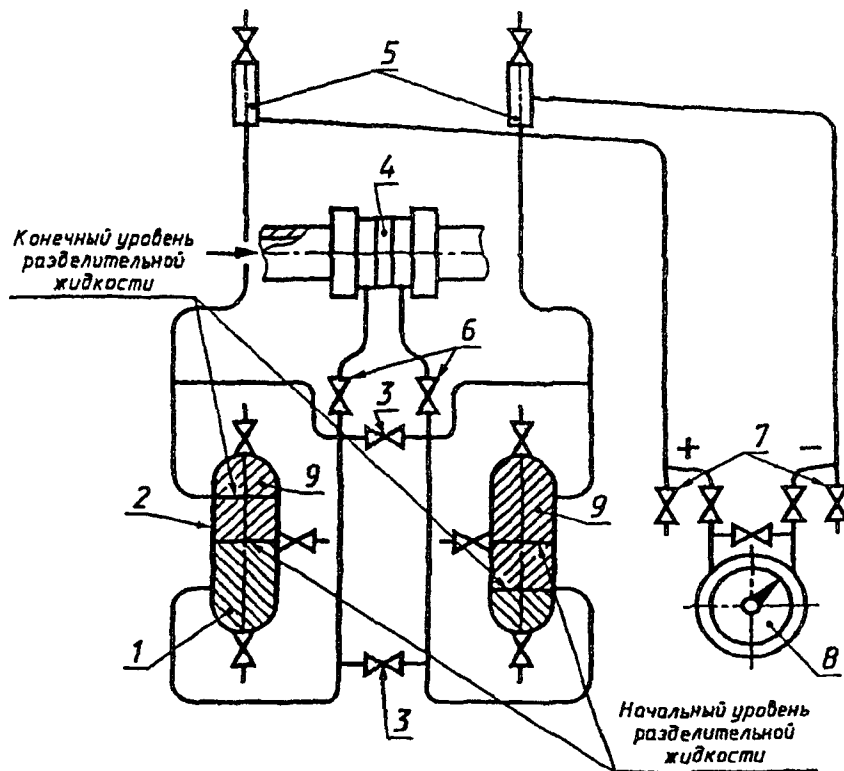 5
4
Конечный уровень
разделительной
жидкости
6
3
7
+
−
9
2
9
1
8
3
Начальный уровень
разделительной
жидкости